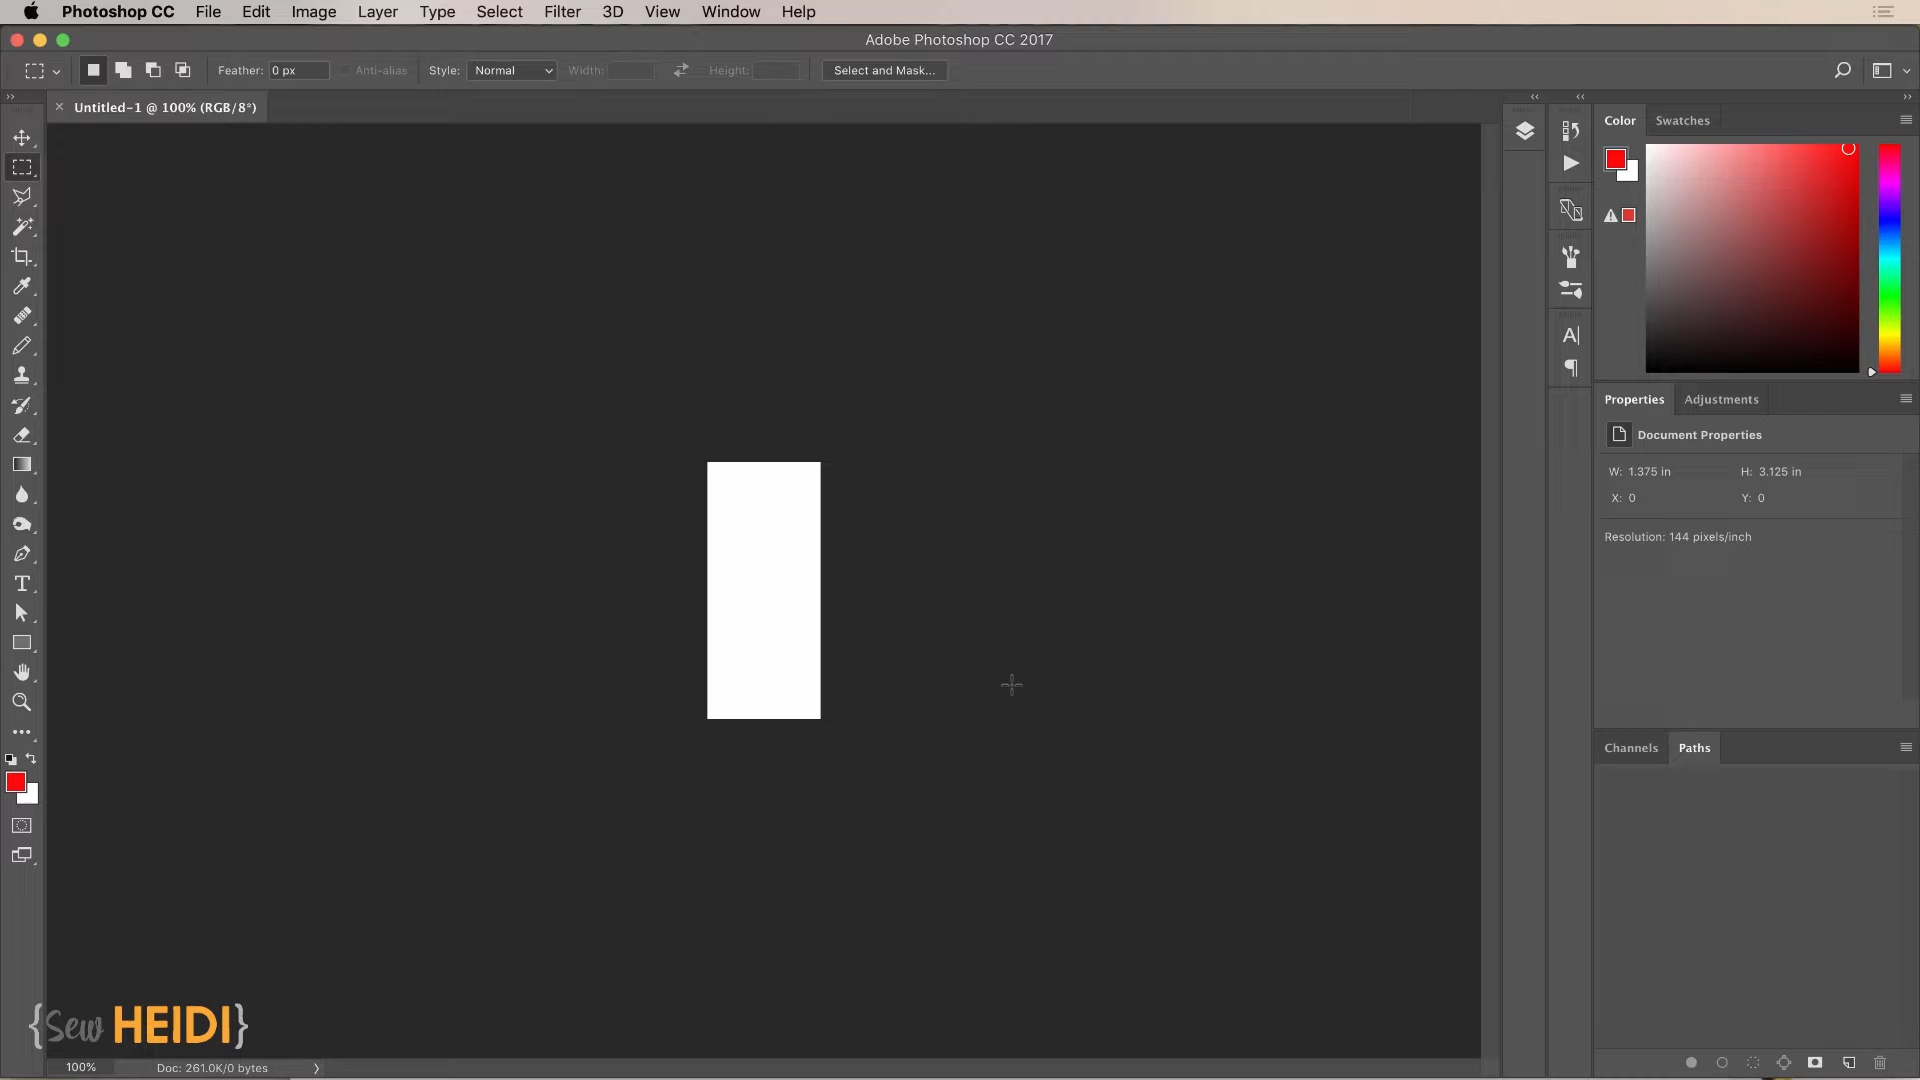 Photoshop CC File Edit Image Layer Type Select Filter 3D View Window Help
Adobe Photoshop CC 2017
Feather: 0 px Anti-alias Style: Normal Width: Height: Select and Mask...
× Untitled-1 @ 100% (RGB/8*)
Color Swatches
Properties Adjustments
Document Properties
W: 1.375 in H: 3.125 in
X: 0 Y: 0
Resolution: 144 pixels/inch
Channels Paths
{Sew HEIDI}
100% Doc: 261.0K/0 bytes